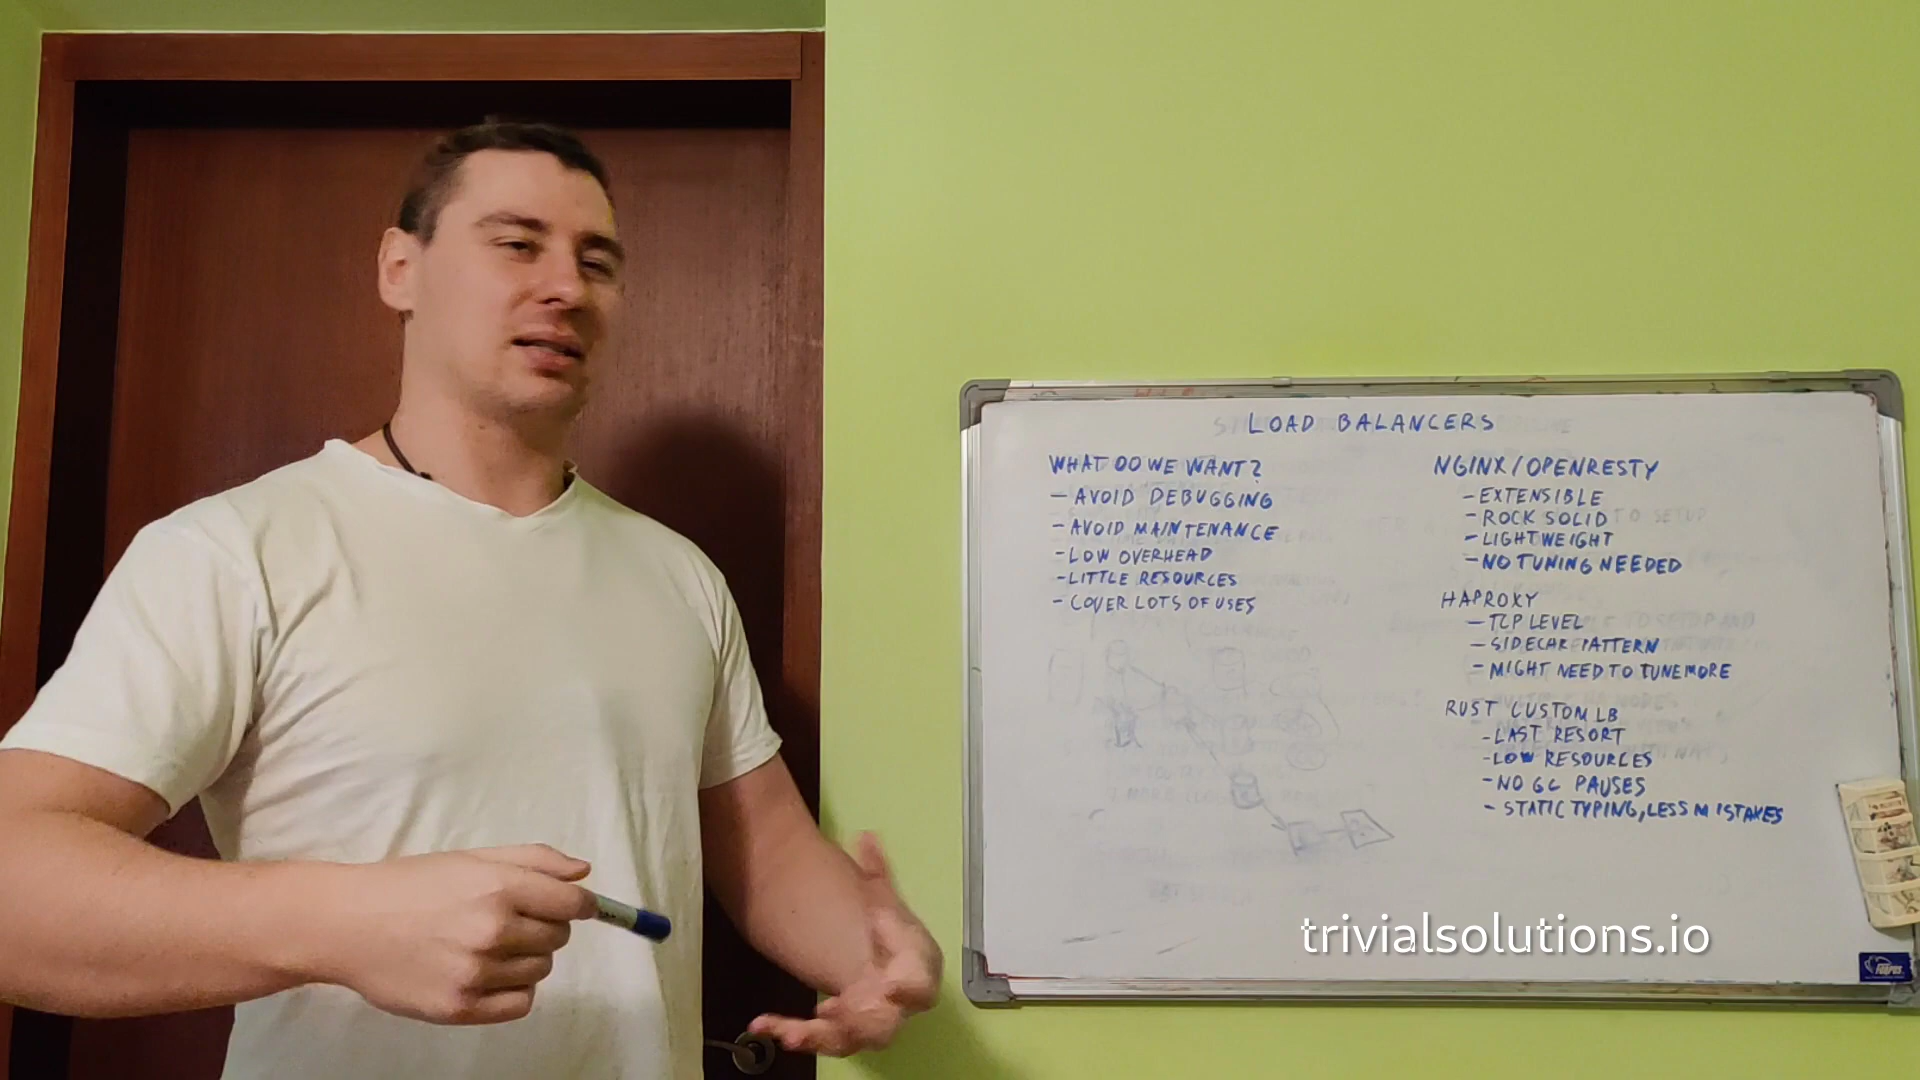 LOAD BALANCERS
WHAT DO WE WANT?
- AVOID DEBUGGING
- AVOID MAINTENANCE
- LOW OVERHEAD
- LITTLE RESOURCES
- COVER LOTS OF USES
NGINX/OPENRESTY
- EXTENSIBLE
- ROCK SOLID
- LIGHTWEIGHT
- NO TUNING NEEDED
HAPROXY
- TCP LEVEL
- SIDECAR PATTERN
- MIGHT NEED TO TUNE MORE
RUST CUSTOM LB
- LAST RESORT
- LOW RESOURCES
- NO GC PAUSES
- STATIC TYPING, LESS MISTAKES
trivialsolutions.io